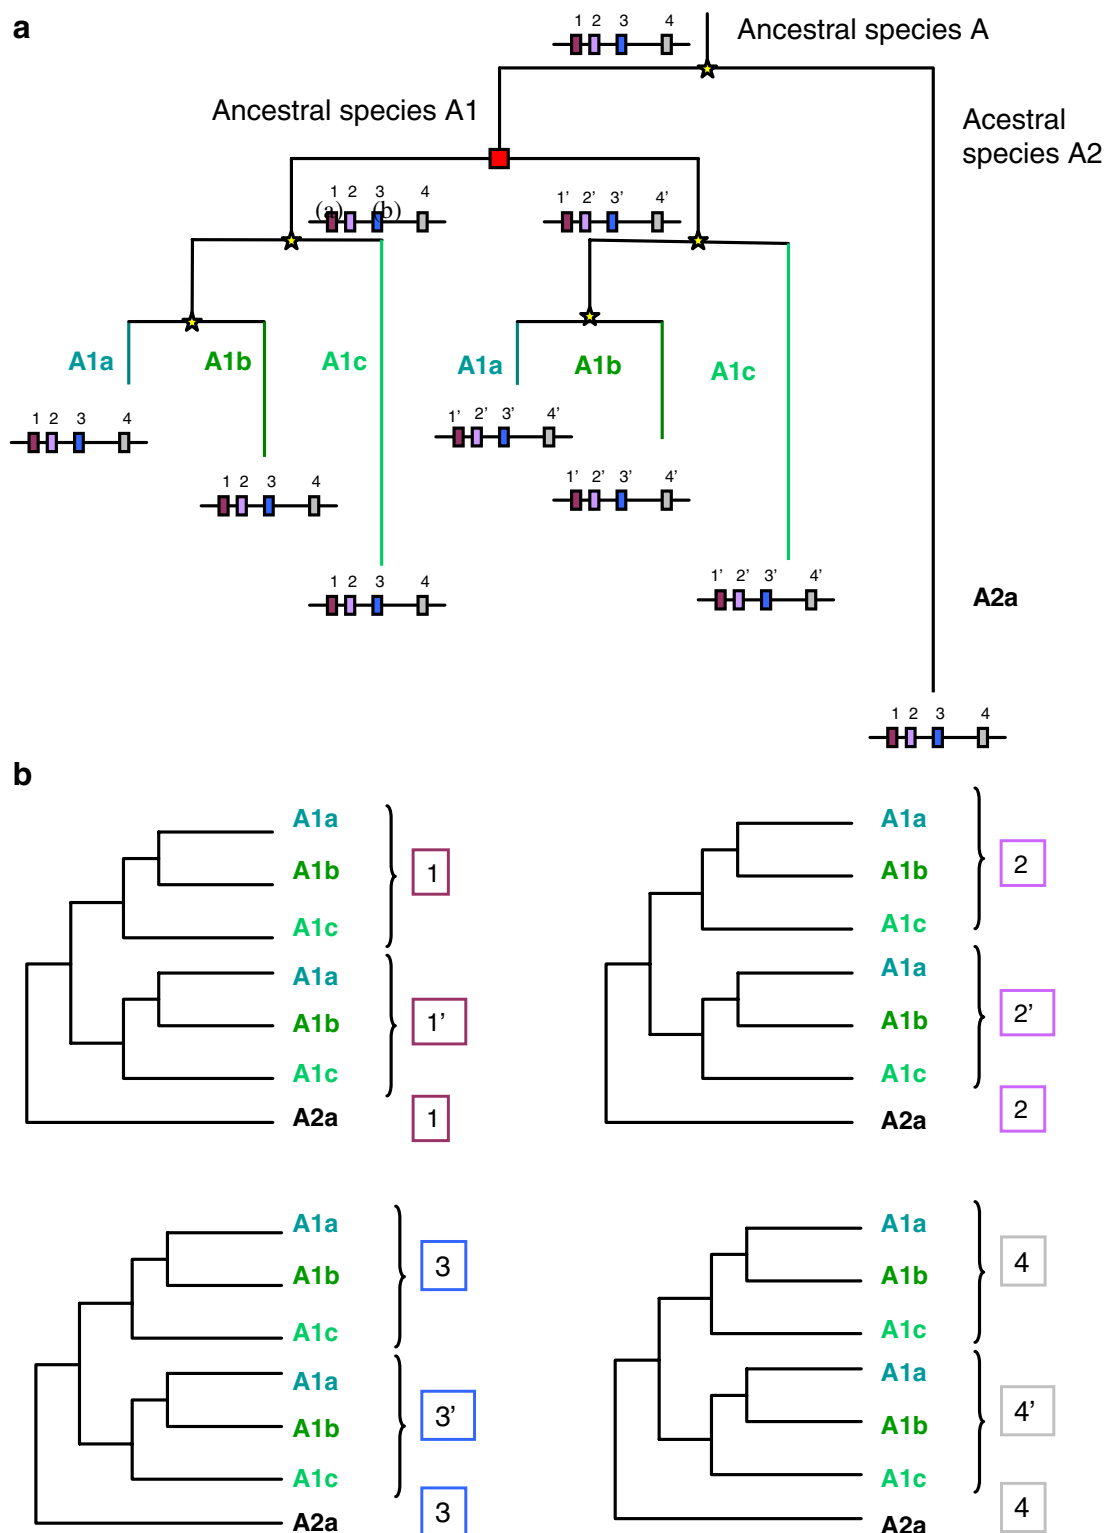 a
1 2 3 4
Ancestral species A
Ancestral species A1
Acestral
species A2
1 2 3 4
(a) (b)
1' 2' 3' 4'
A1a A1b A1c A1a A1b A1c
1 2 3 4
1' 2' 3' 4'
1 2 3 4
1' 2' 3' 4'
1 2 3 4
1' 2' 3' 4'
A2a
1 2 3 4
b
A1a
A1b
A1c
1
A1a
A1b
A1c
1'
A2a
1
A1a
A1b
A1c
2
A1a
A1b
A1c
2'
A2a
2
A1a
A1b
A1c
3
A1a
A1b
A1c
3'
A2a
3
A1a
A1b
A1c
4
A1a
A1b
A1c
4'
A2a
4